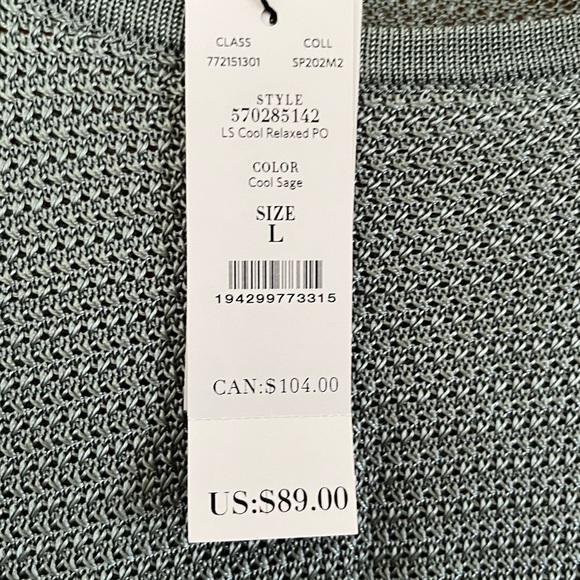 CLASS COLL
772151301 SP202M2
STYLE
570285142
LS Cool Relaxed PO
COLOR
Cool Sage
SIZE
L
194299773315
CAN:$104.00
US:$89.00